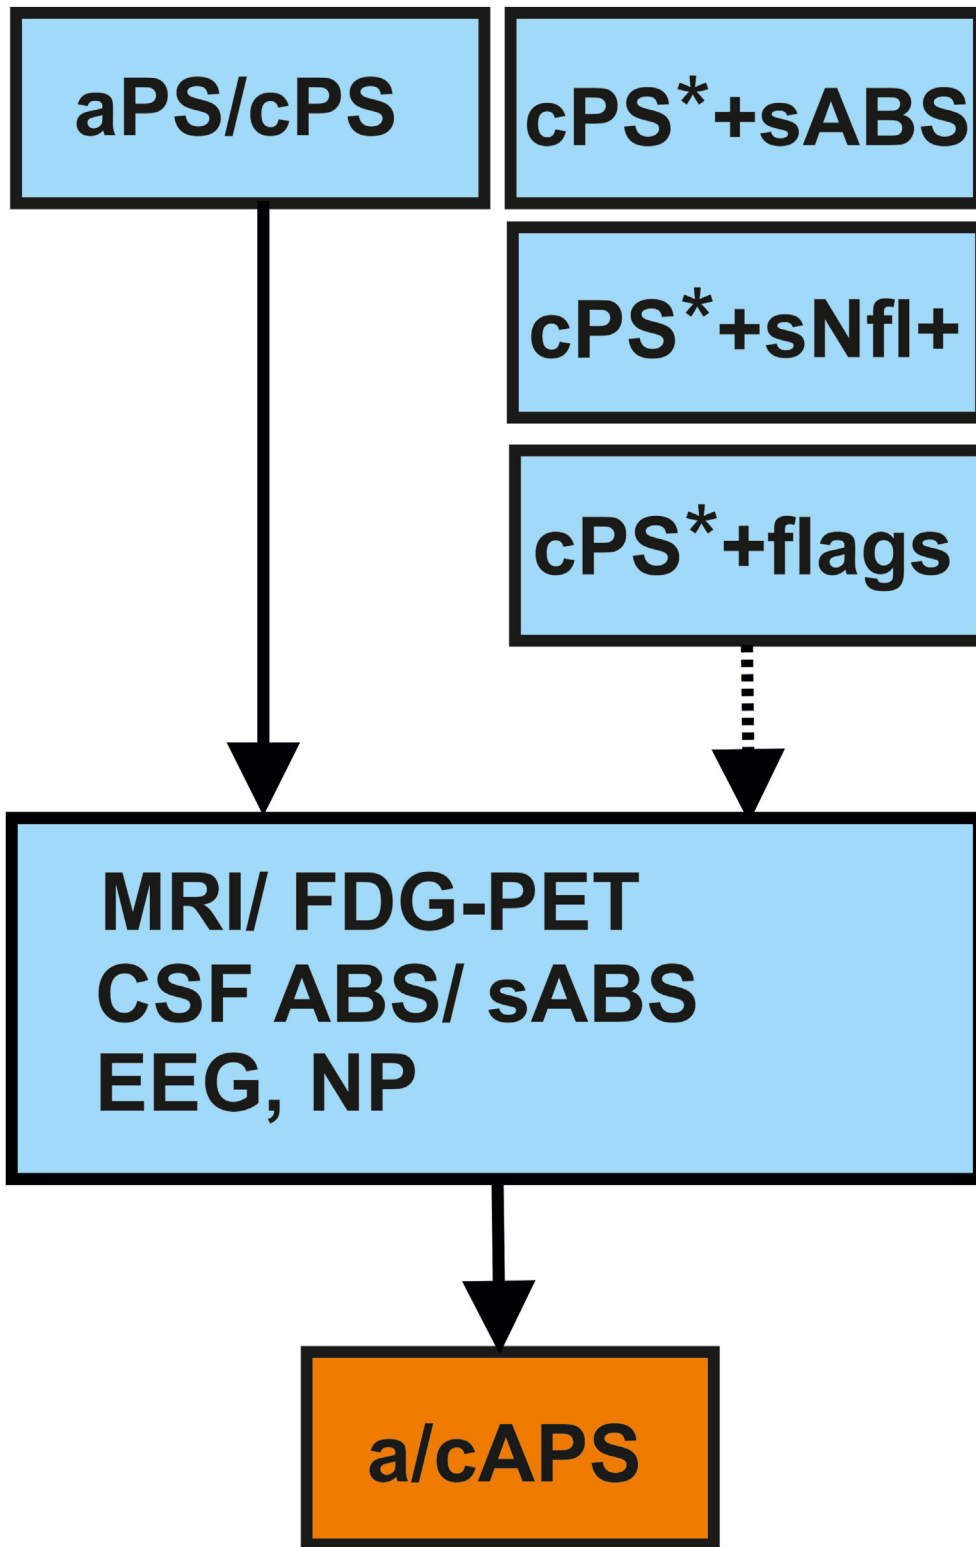 aPS/cPS
cPS*+sABS
cPS*+sNfl+
cPS*+flags
MRI/ FDG-PET
CSF ABS/ sABS
EEG, NP
a/cAPS